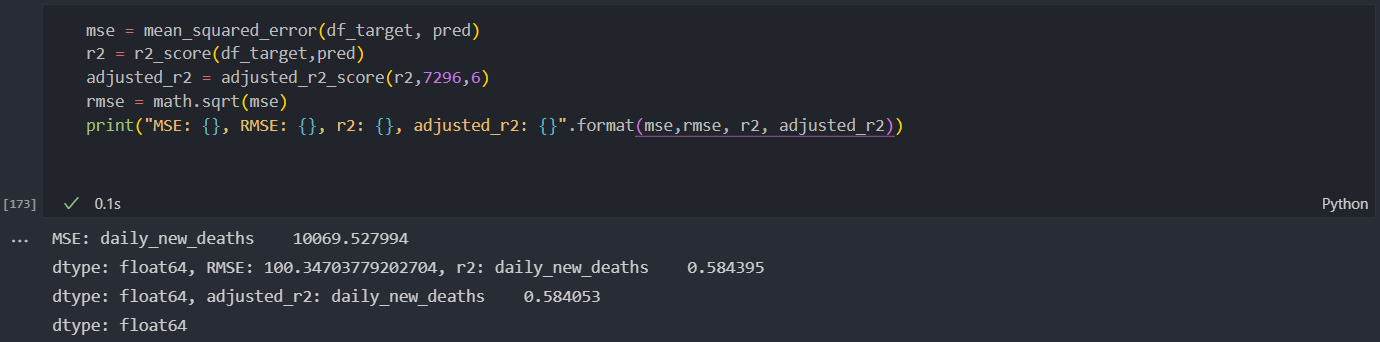 mse = mean_squared_error(df_target, pred)
r2 = r2_score(df_target,pred)
adjusted_r2 = adjusted_r2_score(r2,7296,6)
rmse = math.sqrt(mse)
print("MSE: {}, RMSE: {}, r2: {}, adjusted_r2: {}".format(mse,rmse, r2, adjusted_r2))
[173] ✓ 0.1s Python
... MSE: daily_new_deaths    10069.527994
dtype: float64, RMSE: 100.34703779202704, r2: daily_new_deaths    0.584395
dtype: float64, adjusted_r2: daily_new_deaths    0.584053
dtype: float64